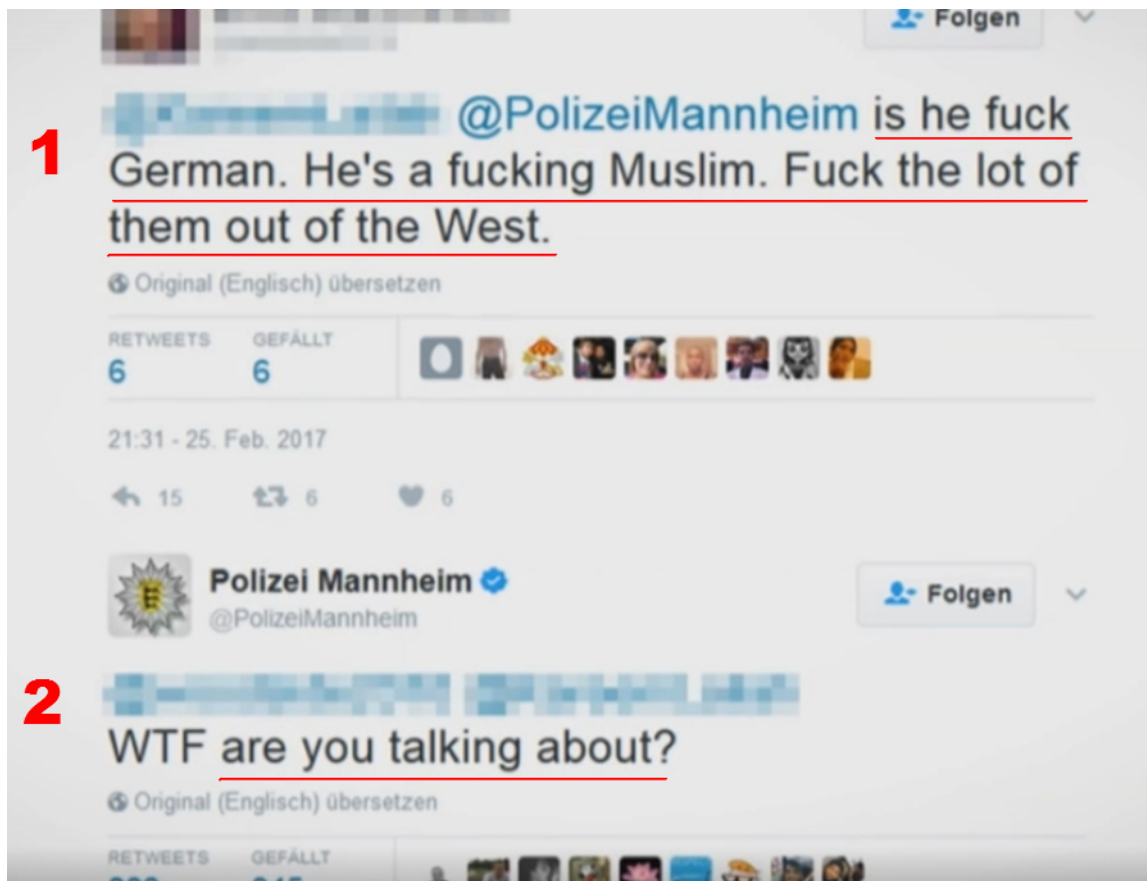 Folgen
1
@PolizeiMannheim is he fuck
German. He's a fucking Muslim. Fuck the lot of
them out of the West.
Original (Englisch) übersetzen
RETWEETS GEFÄLLT
6 6
21:31 - 25. Feb. 2017
15 6 6
Polizei Mannheim
Folgen
@PolizeiMannheim
2
WTF are you talking about?
Original (Englisch) übersetzen
RETWEETS GEFÄLLT